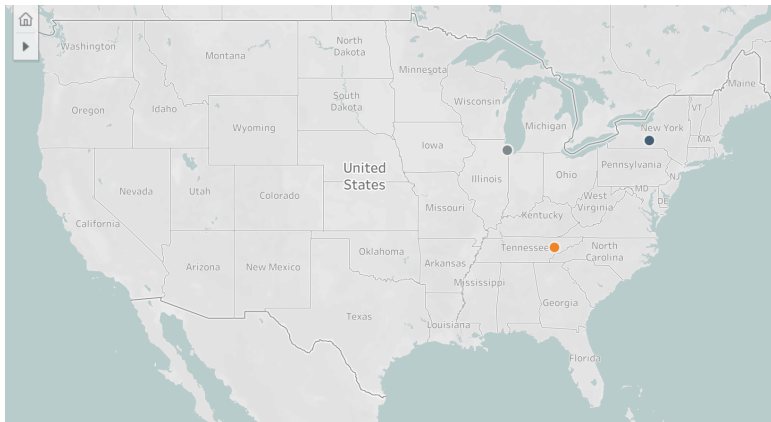 Washington
Montana
North
Dakota
Minnesota
Maine
Oregon
Idaho
South
Dakota
Wisconsin
Michigan
VT
New York
MA
Wyoming
Iowa
Pennsylvania
United
States
Nevada
Utah
Colorado
Illinois
Ohio
NJ
MD
DE
West
Virginia
Missouri
Kentucky
California
Tennessee
North
Carolina
Oklahoma
Arkansas
Arizona
New Mexico
Mississippi
Georgia
Texas
Louisiana
Florida